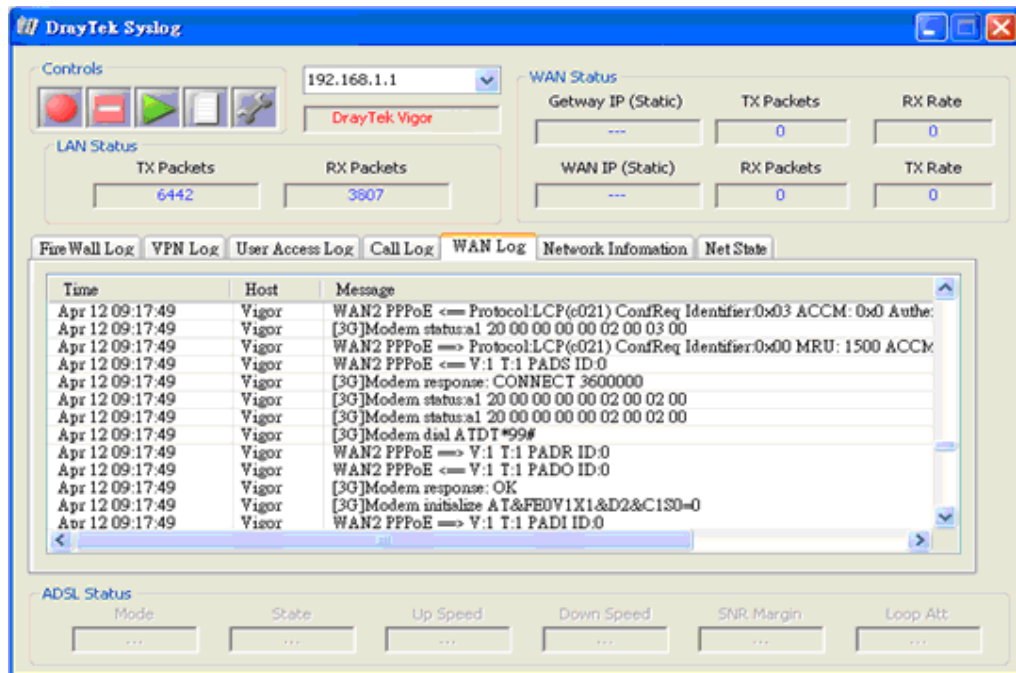 DrayTek Syslog
Controls
192.168.1.1
DrayTek Vigor
WAN Status
Getway IP (Static) TX Packets RX Rate
--- 0 0
WAN IP (Static) RX Packets TX Rate
--- 0 0
LAN Status
TX Packets RX Packets
6442 3807
Fire Wall Log VPN Log User Access Log Call Log WAN Log Network Infomation Net State
Time Host Message
Apr 12 09:17:49 Vigor WAN2 PPPoE <== Protocol:LCP(c021) ConfReq Identifier:0x03 ACCM: 0x0 Authe:
Apr 12 09:17:49 Vigor [3G]Modem status:a1 20 00 00 00 00 02 00 03 00
Apr 12 09:17:49 Vigor WAN2 PPPoE ==> Protocol:LCP(c021) ConfReq Identifier:0x00 MRU: 1500 ACCM
Apr 12 09:17:49 Vigor WAN2 PPPoE <== V:1 T:1 PADS ID:0
Apr 12 09:17:49 Vigor [3G]Modem response: CONNECT 3600000
Apr 12 09:17:49 Vigor [3G]Modem status:a1 20 00 00 00 00 02 00 02 00
Apr 12 09:17:49 Vigor [3G]Modem status:a1 20 00 00 00 00 02 00 02 00
Apr 12 09:17:49 Vigor [3G]Modem dial ATDT*99#
Apr 12 09:17:49 Vigor WAN2 PPPoE ==> V:1 T:1 PADR ID:0
Apr 12 09:17:49 Vigor WAN2 PPPoE <== V:1 T:1 PADO ID:0
Apr 12 09:17:49 Vigor [3G]Modem response: OK
Apr 12 09:17:49 Vigor [3G]Modem initialize AT&FE0V1X1&D2&C1S0=0
Apr 12 09:17:49 Vigor WAN2 PPPoE ==> V:1 T:1 PADI ID:0
ADSL Status
Mode State Up Speed Down Speed SNR Margin Loop Att
... ... ... ... ... ...